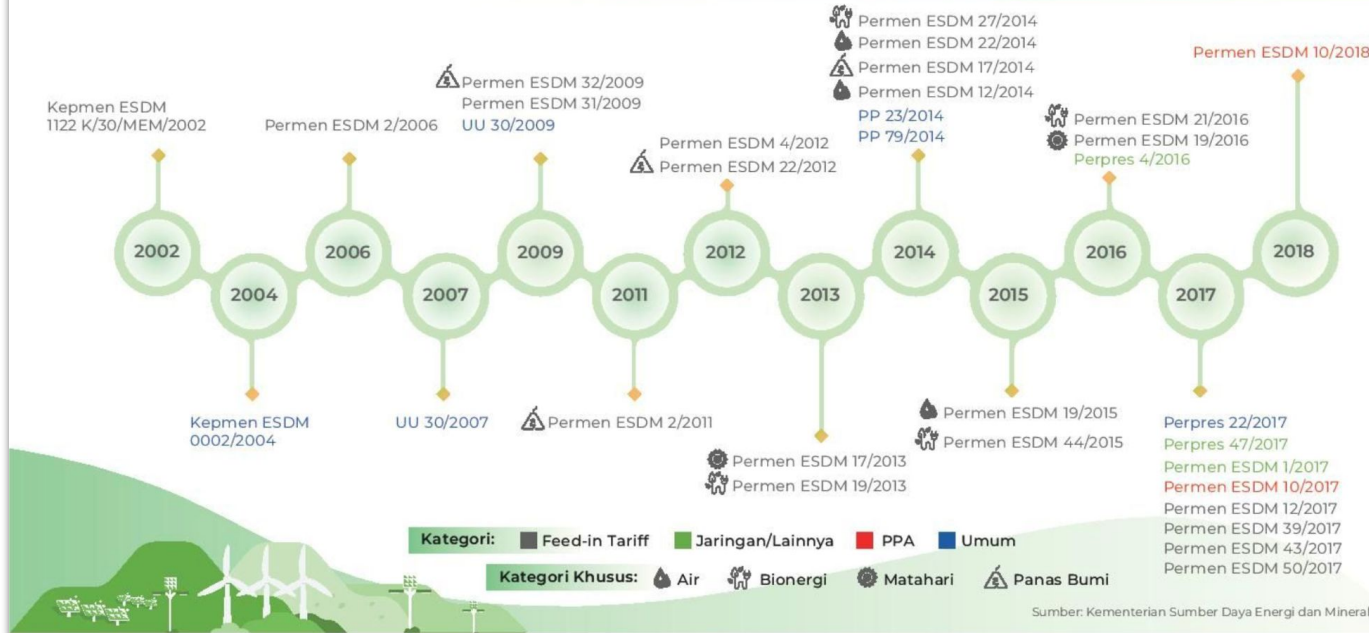 Kepmen ESDM
1122 K/30/MEM/2002
Permen ESDM 2/2006
Permen ESDM 32/2009
Permen ESDM 31/2009
UU 30/2009
Permen ESDM 4/2012
Permen ESDM 22/2012
Permen ESDM 27/2014
Permen ESDM 22/2014
Permen ESDM 17/2014
Permen ESDM 12/2014
PP 23/2014
PP 79/2014
Permen ESDM 21/2016
Permen ESDM 19/2016
Perpres 4/2016
Permen ESDM 10/2018
2002
2004
2006
2007
2009
2011
2012
2013
2014
2015
2016
2017
2018
Kepmen ESDM
0002/2004
UU 30/2007
Permen ESDM 2/2011
Permen ESDM 17/2013
Permen ESDM 19/2013
Permen ESDM 19/2015
Permen ESDM 44/2015
Perpres 22/2017
Perpres 47/2017
Permen ESDM 1/2017
Permen ESDM 10/2017
Permen ESDM 12/2017
Permen ESDM 39/2017
Permen ESDM 43/2017
Permen ESDM 50/2017
Kategori: Feed-in Tariff Jaringan/Lainnya PPA Umum
Kategori Khusus: Air Bionergi Matahari Panas Bumi
Sumber: Kementerian Sumber Daya Energi dan Mineral